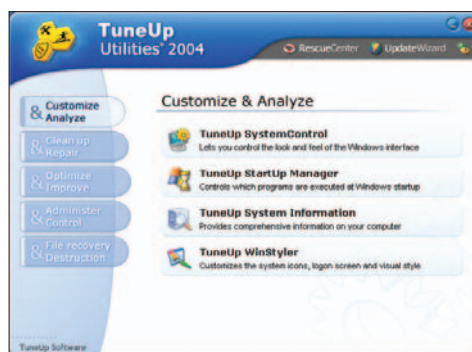 TuneUp
Utilities® 2004
RescueCenter
UpdateWizard
Customize & Analyze
& Customize
Analyze
& Clean up
Repair
& Optimize
Improve
& Administer
Control
& File recovery
Destruction
TuneUp SystemControl
Lets you control the look and feel of the Windows interface
TuneUp StartUp Manager
Controls which programs are executed at Windows startup
TuneUp System Information
Provides comprehensive information on your computer
TuneUp WinStyler
Customizes the system icons, logon screen and visual style
TuneUp Software